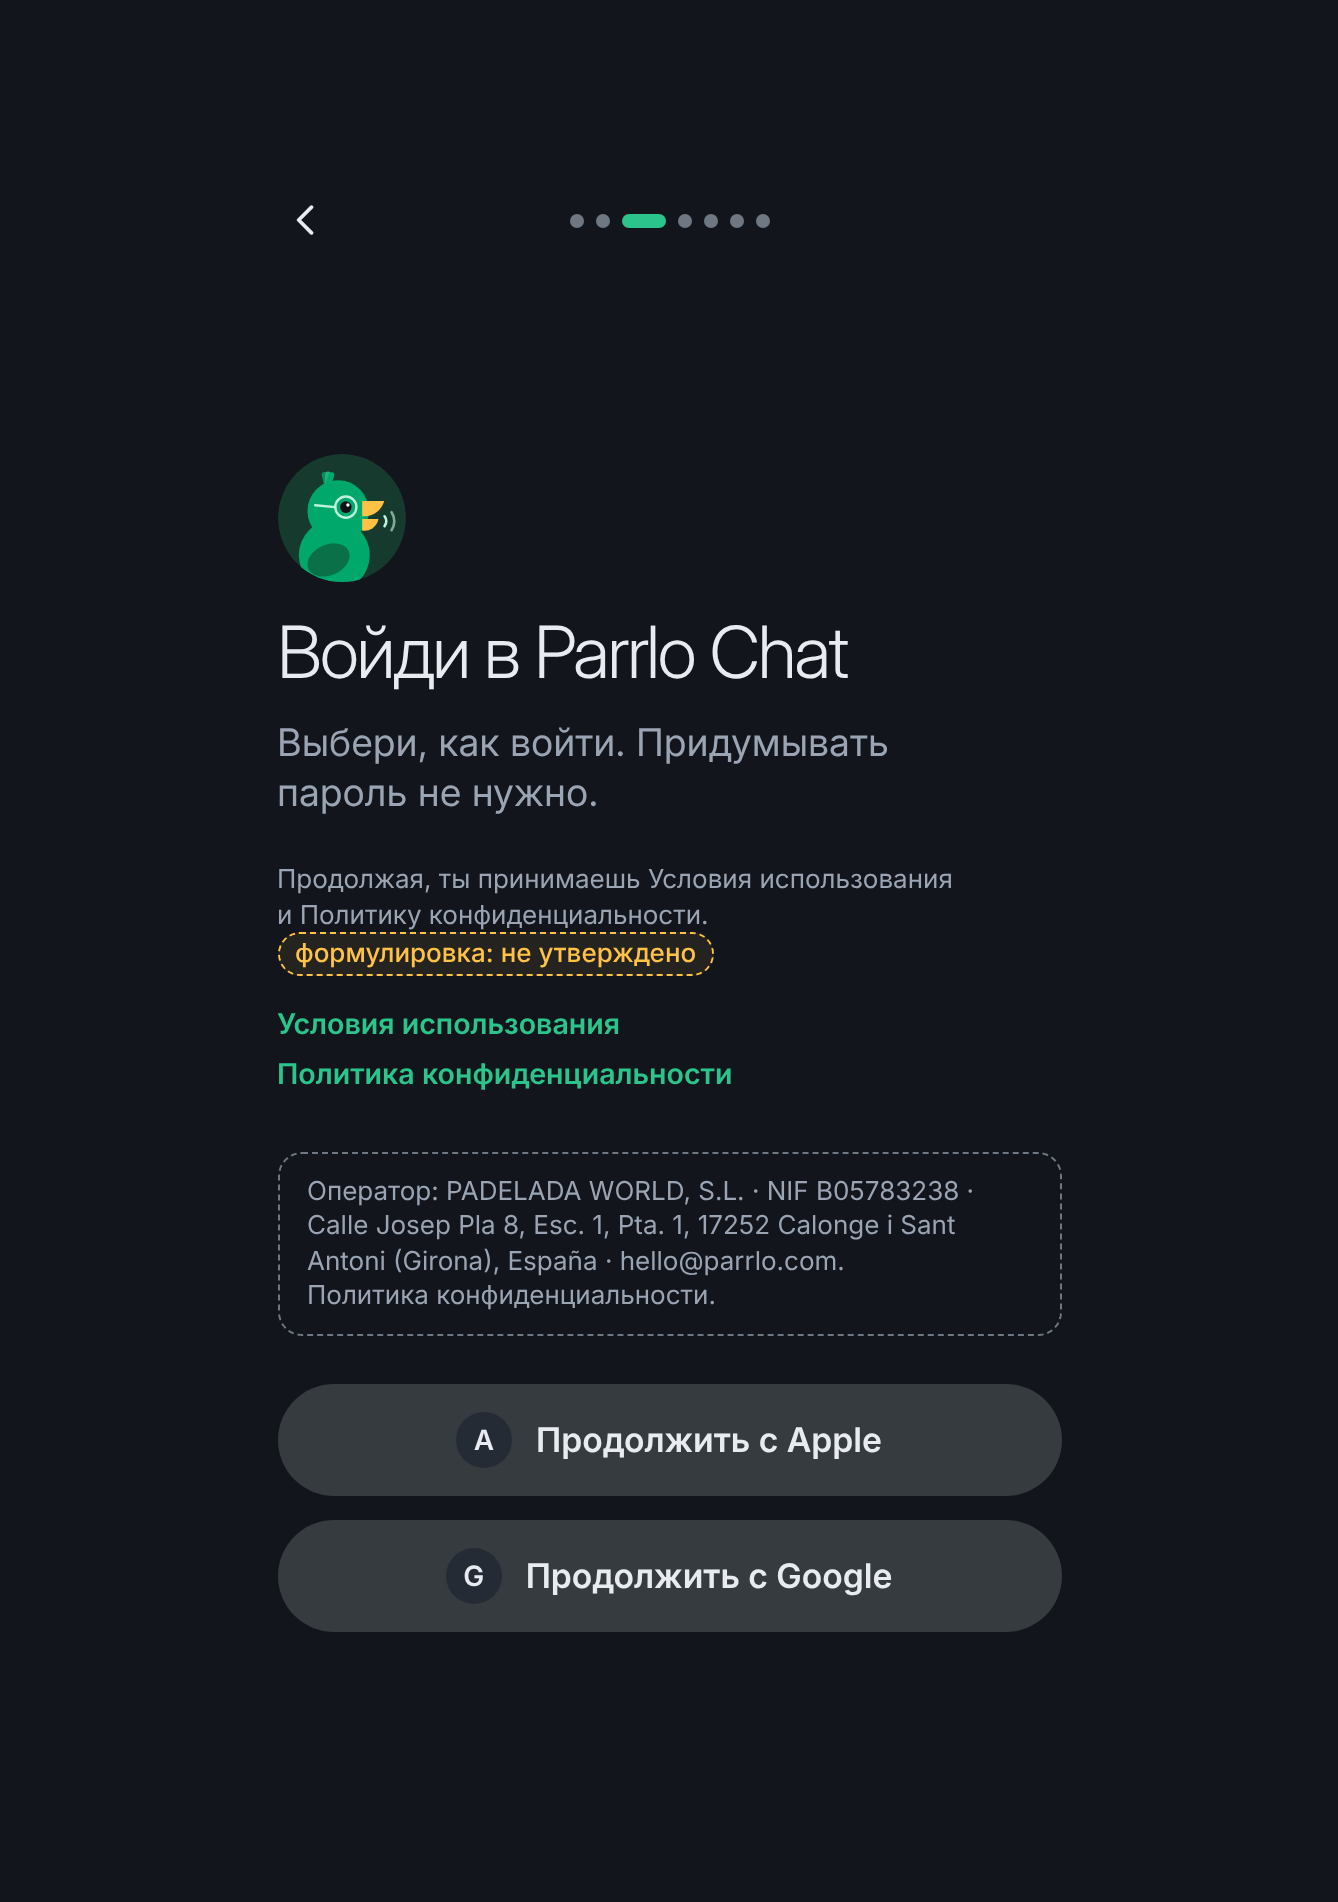 Войди в Parrlo Chat
Выбери, как войти. Придумывать
пароль не нужно.
Продолжая, ты принимаешь Условия использования
и Политику конфиденциальности.
формулировка: не утверждено
Условия использования
Политика конфиденциальности
Оператор: PADELADA WORLD, S.L. · NIF B05783238 ·
Calle Josep Pla 8, Esc. 1, Pta. 1, 17252 Calonge i Sant
Antoni (Girona), España · hello@parrlo.com.
Политика конфиденциальности.
A Продолжить с Apple
G Продолжить с Google